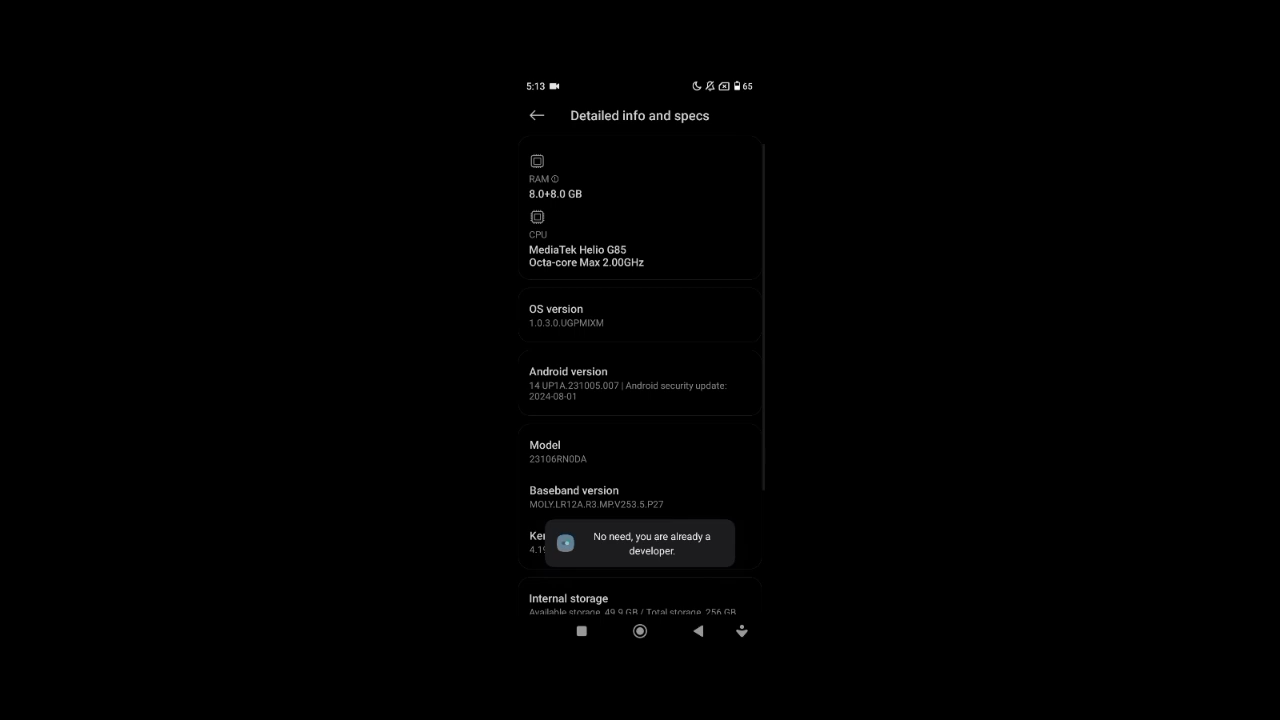 5:13
65
Detailed info and specs
RAM
8.0+8.0 GB
CPU
MediaTek Helio G85
Octa-core Max 2.00GHz
OS version
1.0.3.0.UGPMIXM
Android version
14 UP1A.231005.007 | Android security update:
2024-08-01
Model
23106RN0DA
Baseband version
MOLY.LR12A.R3.MP.V253.5.P27
Ker
4.19
No need, you are already a
developer.
Internal storage
Available storage 49.9 GB / Total storage 256 GB